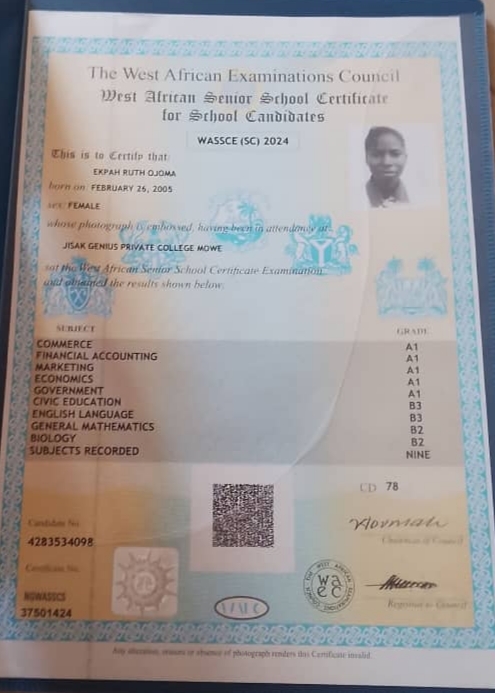 The West African Examinations Council
West African Senior School Certificate
for School Candidates
WASSCE (SC) 2024
This is to Certify that:
EKPAH RUTH OJOMA
born on: FEBRUARY 26, 2005
sex: FEMALE
whose photograph is embossed, having been in attendance at
JISAK GENIUS PRIVATE COLLEGE MOWE
sat the West African Senior School Certificate Examination
and obtained the results shown below.
SUBJECT GRADE
COMMERCE A1
FINANCIAL ACCOUNTING A1
MARKETING A1
ECONOMICS A1
GOVERNMENT A1
CIVIC EDUCATION B3
ENGLISH LANGUAGE B3
GENERAL MATHEMATICS B2
BIOLOGY B2
SUBJECTS RECORDED NINE
CD 78
Candidate No.
4283534098
Chairman of Council
Certificate No.
NGWASSCS
37501424
waec
Registrar to Council
Any alteration, erasure or absence of photograph renders this Certificate invalid.